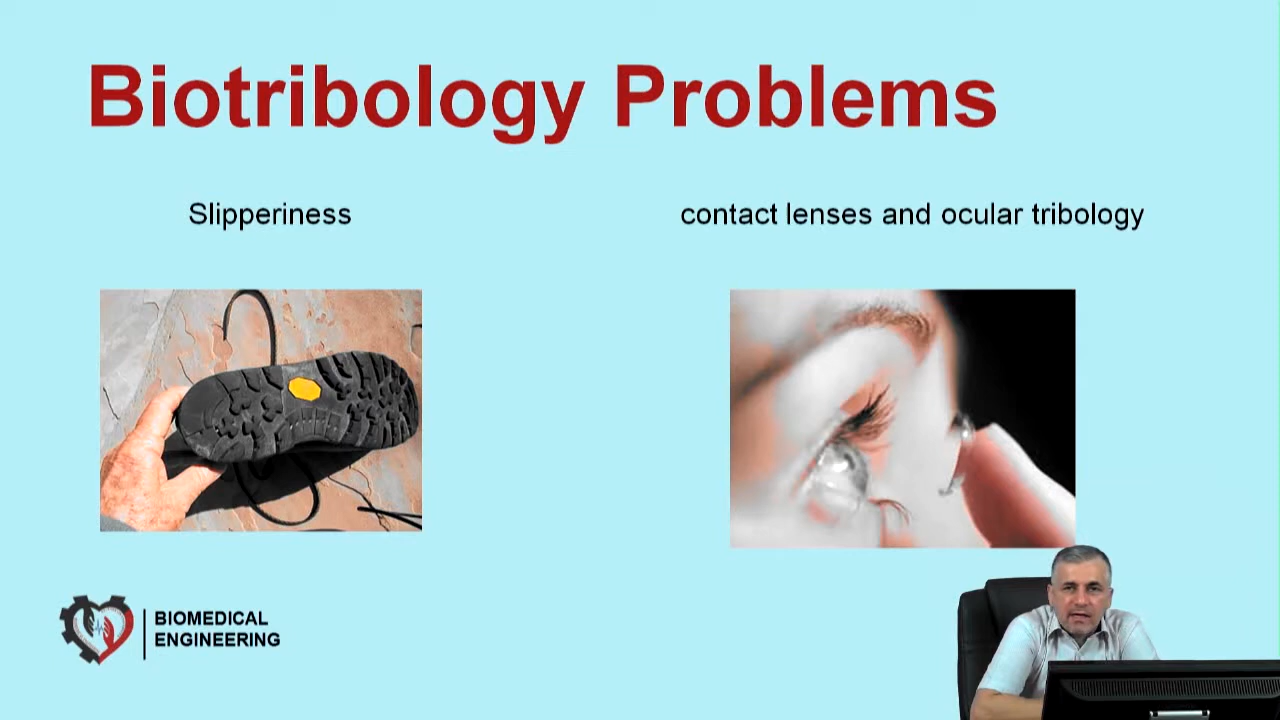 Biotribology Problems
Slipperiness
contact lenses and ocular tribology
BIOMEDICAL
ENGINEERING